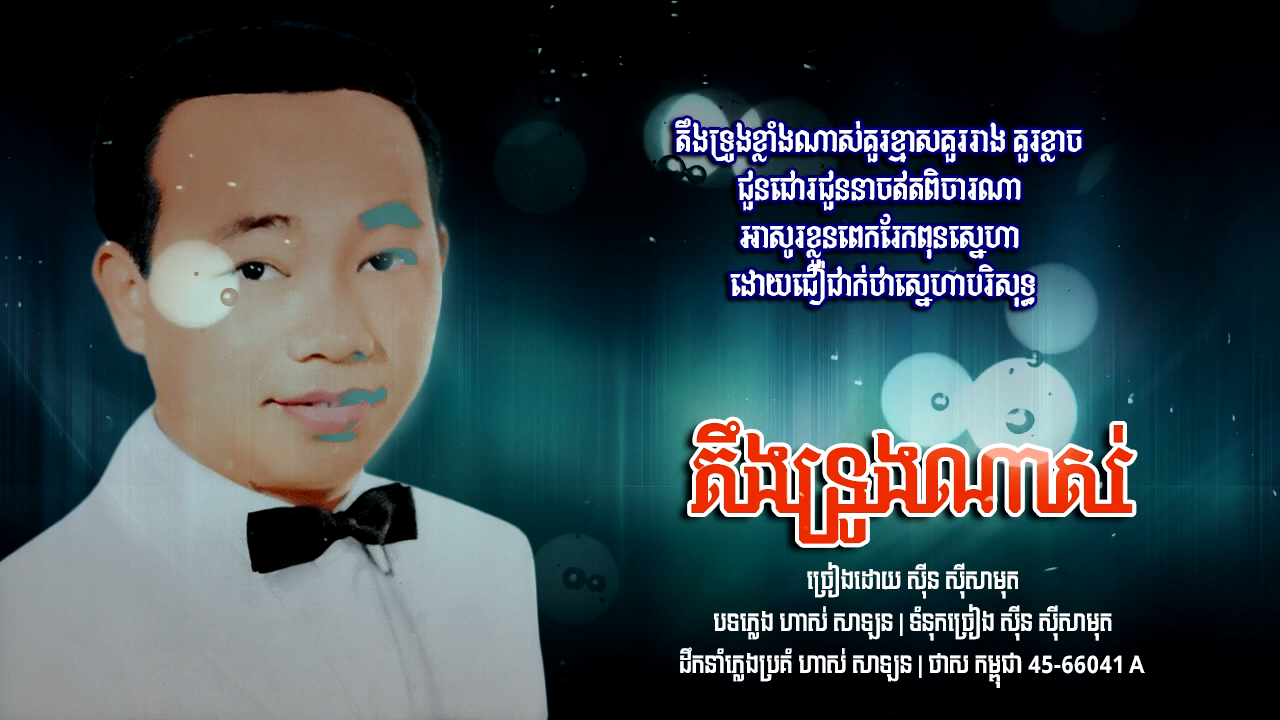 តឹងទ្រូងខ្លាំងណាស់គួរខ្មាសគួររាង គួរខ្លាច
ជួនជោរជួននាចឥតពិចារណា
អាសូរខ្លួនពេករែកពុនស្នេហា
ដោយជឿជាក់ថាស្នេហាបរិសុទ្ធ
តឹងទ្រូងណាស់
ច្រៀងដោយ ស៊ីន ស៊ីសាមុត
បទភ្លេង ហាស់ សាឡន | ទំនុកច្រៀង ស៊ីន ស៊ីសាមុត
ដឹកនាំភ្លេងប្រគំ ហាស់ សាឡន | ថាស កម្ពុជា 45-66041 A